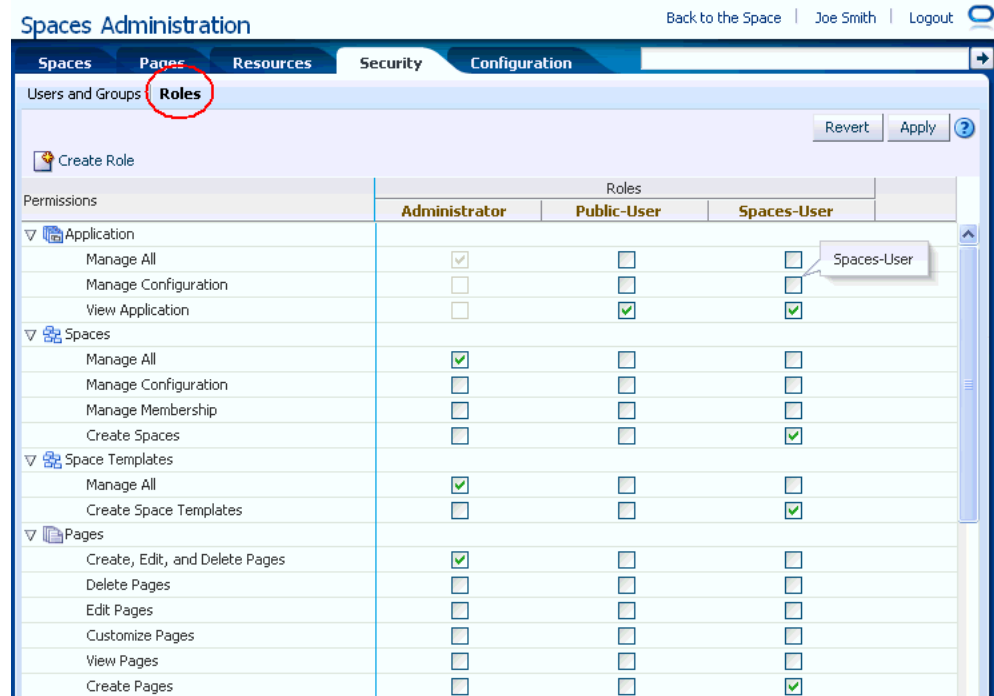 Spaces Administration
Back to the Space
Joe Smith
Logout
Spaces Pages Resources Security Configuration
Users and Groups Roles
Revert Apply ?
Create Role
Permissions
Roles
Administrator Public-User Spaces-User
Application
Manage All
Spaces-User
Manage Configuration
View Application
Spaces
Manage All
Manage Configuration
Manage Membership
Create Spaces
Space Templates
Manage All
Create Space Templates
Pages
Create, Edit, and Delete Pages
Delete Pages
Edit Pages
Customize Pages
View Pages
Create Pages